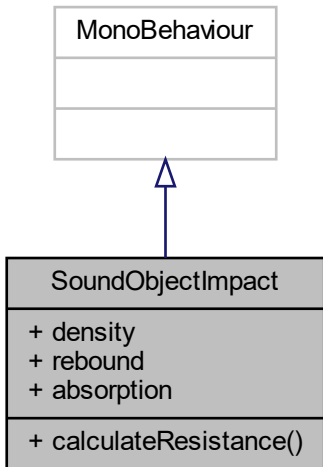 MonoBehaviour
SoundObjectImpact
+ density
+ rebound
+ absorption
+ calculateResistance()